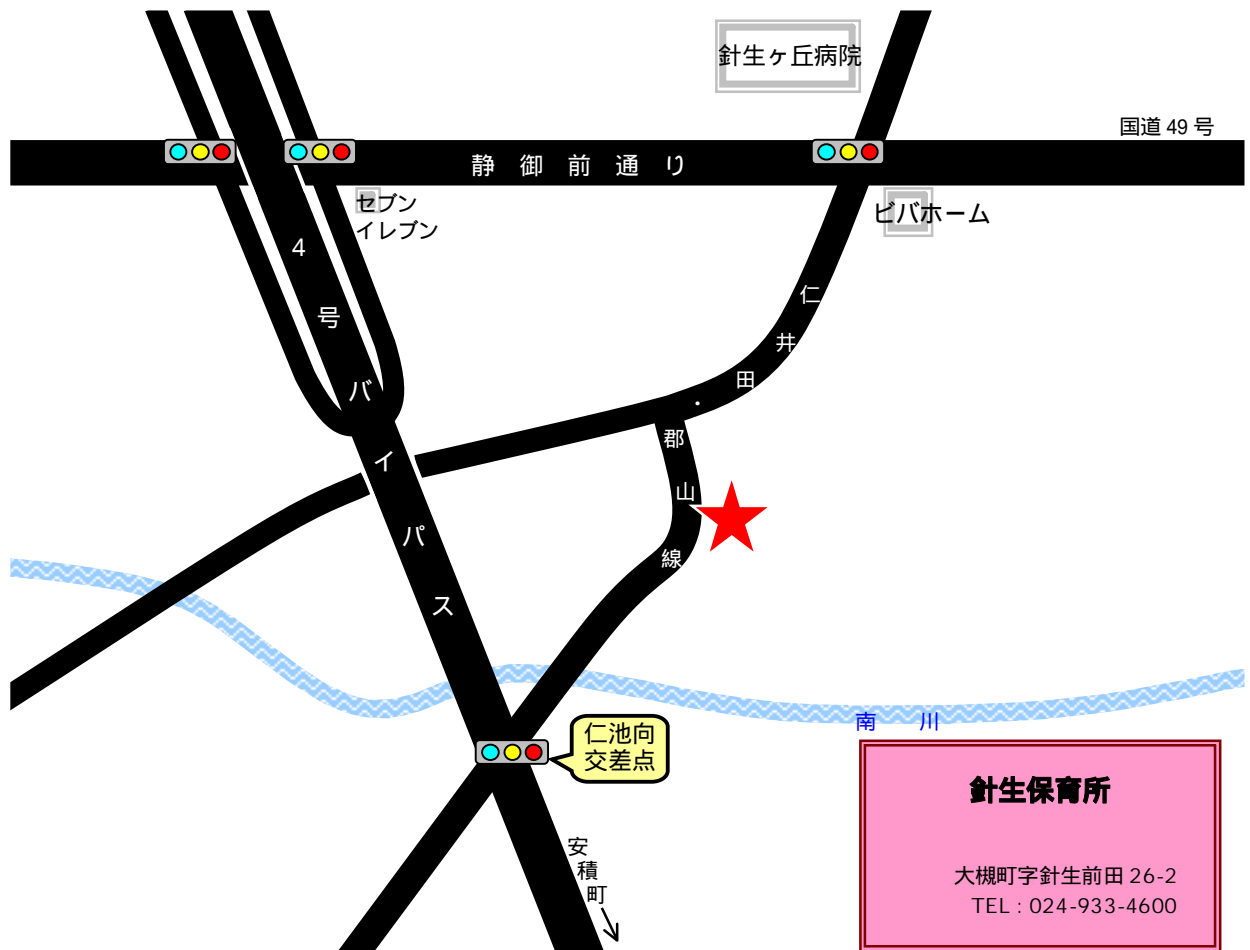 針生ヶ丘病院
国道 49 号
静御前通り
セブン
イレブン
ビバホーム
4号バイパス
仁井田・郡山線
南川
仁池向
交差点
針生保育所
安積町
大槻町字針生前田 26-2
TEL : 024-933-4600